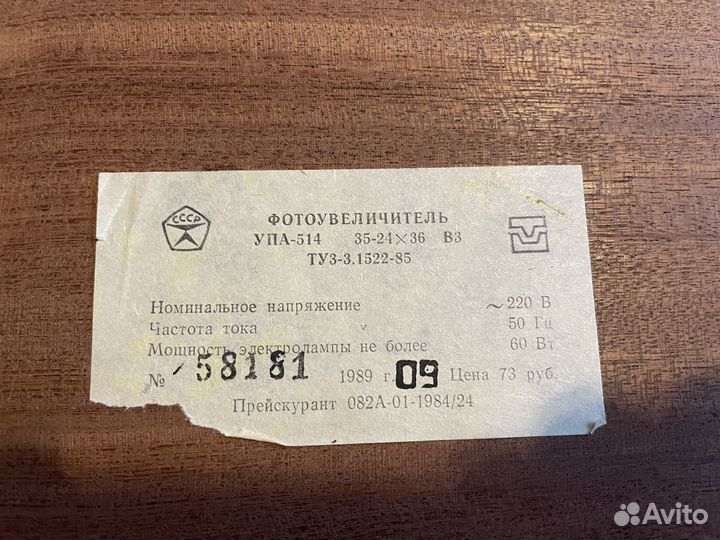 СССР
ФОТОУВЕЛИЧИТЕЛЬ
УПА-514 35-24×36 В3
ТУ3-3.1522-85
Номинальное напряжение ~220 В
Частота тока 50 Гц
Мощность электролампы не более 60 Вт
№ 58181 1989 г. 09 Цена 73 руб.
Прейскурант 082А-01-1984/24
Avito